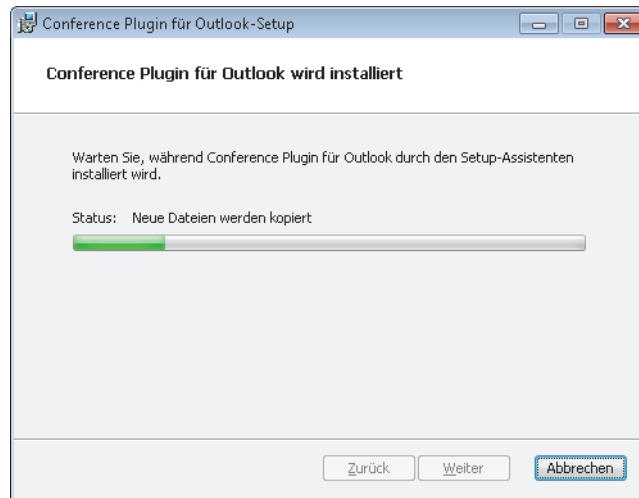 Conference Plugin für Outlook-Setup
Conference Plugin für Outlook wird installiert
Warten Sie, während Conference Plugin für Outlook durch den Setup-Assistenten
installiert wird.
Status: Neue Dateien werden kopiert
Zurück Weiter Abbrechen